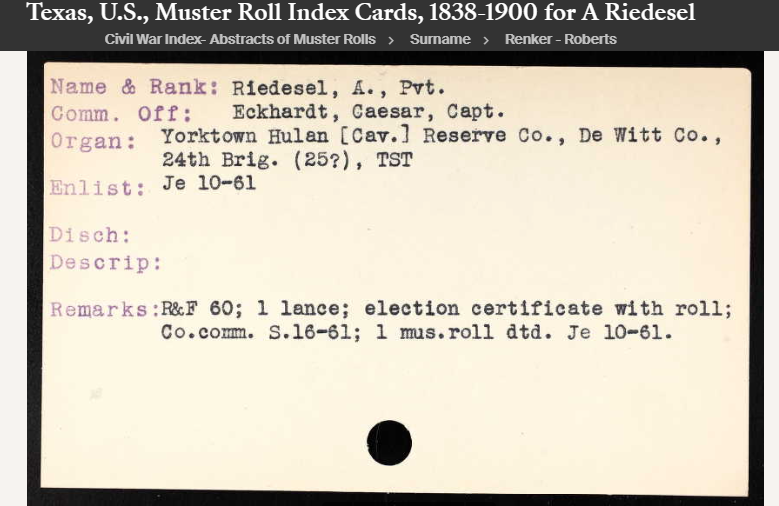 Texas, U.S., Muster Roll Index Cards, 1838-1900 for A Riedesel
Civil War Index- Abstracts of Muster Rolls > Surname > Renker - Roberts
Name & Rank: Riedesel, A., Pvt.
Comm. Off: Eckhardt, Caesar, Capt.
Organ: Yorktown Hulan [Cav.] Reserve Co., De Witt Co.,
24th Brig. (25?), TST
Enlist: Je 10-61
Disch:
Descrip:
Remarks: R&F 60; 1 lance; election certificate with roll;
Co.comm. S.16-61; 1 mus.roll dtd. Je 10-61.